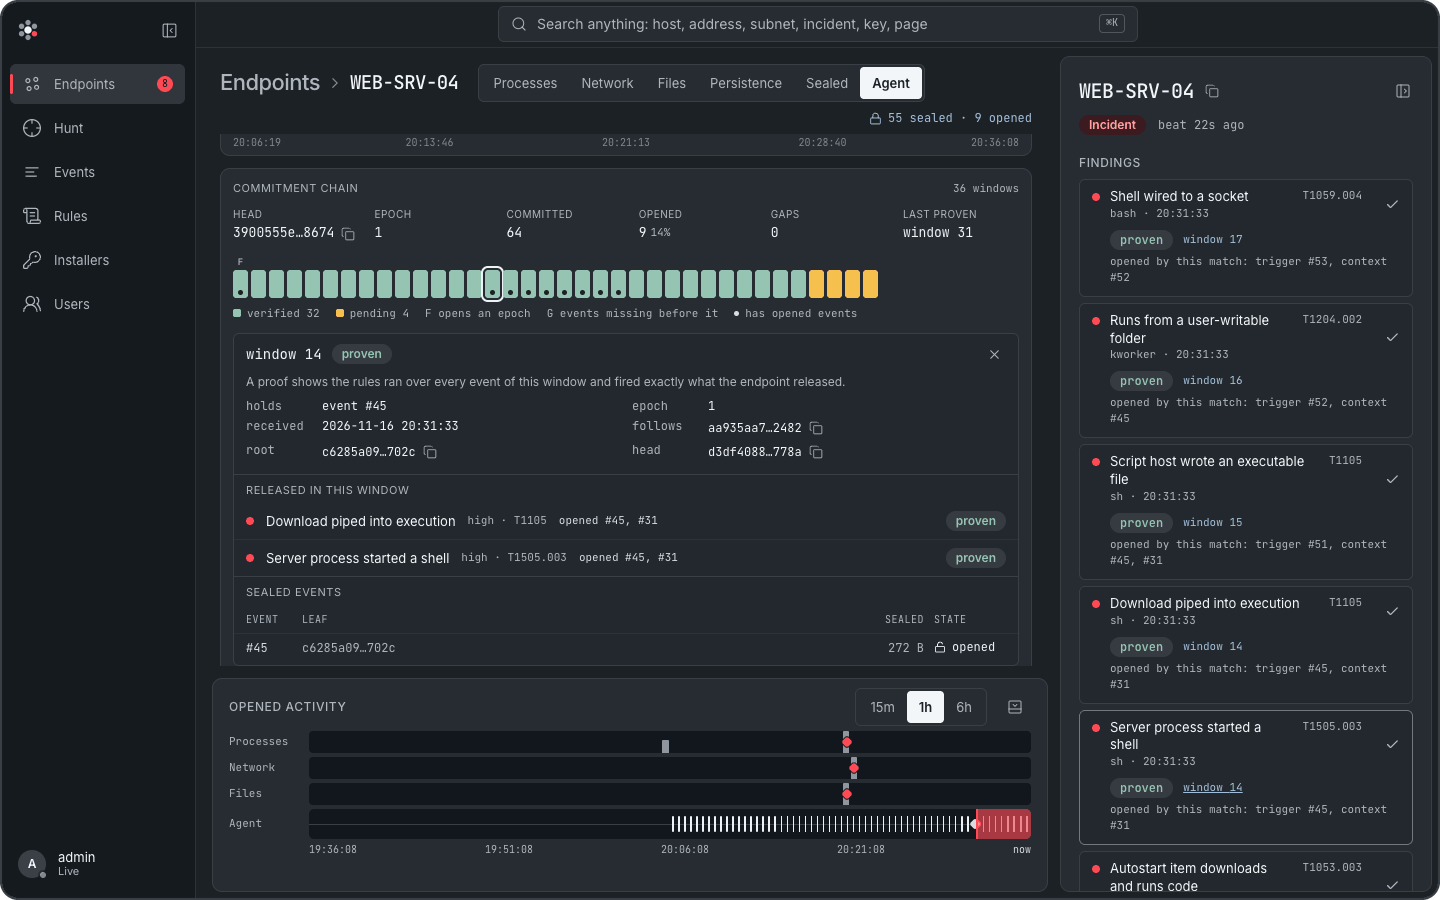 Search anything: host, address, subnet, incident, key, page
⌘K
Endpoints
8
Hunt
Events
Rules
Installers
Users
A
admin
Live
Endpoints › WEB-SRV-04
Processes
Network
Files
Persistence
Sealed
Agent
55 sealed · 9 opened
20:06:19
20:13:46
20:21:13
20:28:40
20:36:08
COMMITMENT CHAIN
36 windows
HEAD
EPOCH
COMMITTED
OPENED
GAPS
LAST PROVEN
3900555e…8674
1
64
9 14%
0
window 31
F
verified 32
pending 4
F opens an epoch
G events missing before it
has opened events
window 14
proven
A proof shows the rules ran over every event of this window and fired exactly what the endpoint released.
holds
event #45
epoch
1
received
2026-11-16 20:31:33
follows
aa935aa7…2482
root
c6285a09…702c
head
d3df4088…778a
RELEASED IN THIS WINDOW
Download piped into execution
high · T1105
opened #45, #31
proven
Server process started a shell
high · T1505.003
opened #45, #31
proven
SEALED EVENTS
EVENT
LEAF
SEALED
STATE
#45
c6285a09…702c
272 B
opened
OPENED ACTIVITY
15m
1h
6h
Processes
Network
Files
Agent
19:36:08
19:51:08
20:06:08
20:21:08
now
WEB-SRV-04
Incident
beat 22s ago
FINDINGS
Shell wired to a socket
T1059.004
bash · 20:31:33
proven
window 17
opened by this match: trigger #53, context
#52
Runs from a user-writable
folder
T1204.002
kworker · 20:31:33
proven
window 16
opened by this match: trigger #52, context
#45
Script host wrote an executable
file
T1105
sh · 20:31:33
proven
window 15
opened by this match: trigger #51, context
#45, #31
Download piped into execution
T1105
sh · 20:31:33
proven
window 14
opened by this match: trigger #45, context
#31
Server process started a
shell
T1505.003
sh · 20:31:33
proven
window 14
opened by this match: trigger #45, context
#31
Autostart item downloads
and runs code
T1053.003